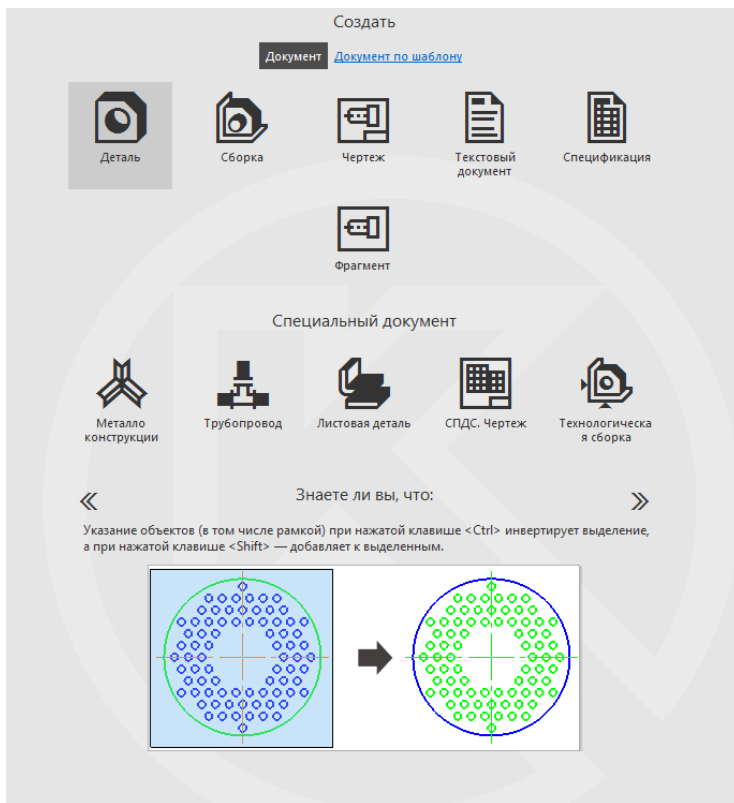 Создать
Документ Документ по шаблону
Деталь Сборка Чертеж Текстовый документ Спецификация
Фрагмент
Специальный документ
Металло конструкции Трубопровод Листовая деталь СПДС. Чертеж Технологическа я сборка
Знаете ли вы, что:
Указание объектов (в том числе рамкой) при нажатой клавише <Ctrl> инвертирует выделение,
а при нажатой клавише <Shift> — добавляет к выделенным.